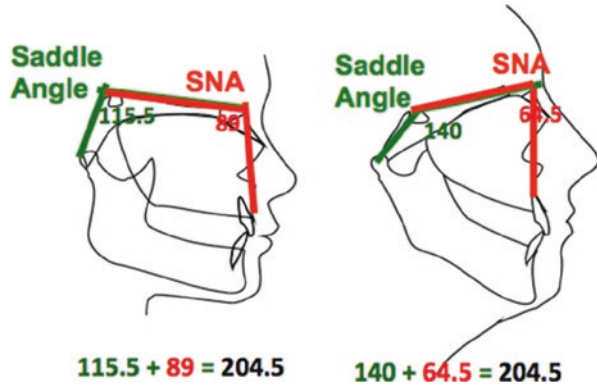 Saddle
Angle
SNA
115.5
89
115.5 + 89 = 204.5
Saddle
Angle
SNA
140
64.5
140 + 64.5 = 204.5